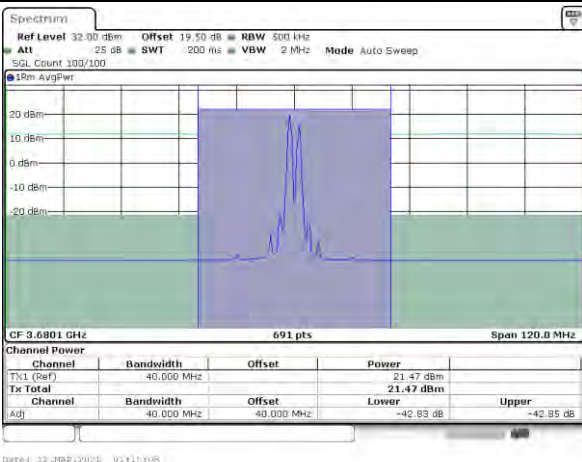 Spectrum
Ref Level 32.00 dBm Offset 19.50 dB RBW 500 kHz
Att 25 dB SWT 200 ms VBW 2 MHz Mode Auto Sweep
SGL Count 100/100
1Rm AvgPwr
20 dBm
10 dBm
0 dBm
-10 dBm
-20 dBm
CF 3.6801 GHz 691 pts Span 120.0 MHz
Channel Power
Channel Bandwidth Offset Power
TX1 (Ref) 40.000 MHz 21.47 dBm
Tx Total 21.47 dBm
Channel Bandwidth Offset Lower Upper
Adj 40.000 MHz 40.000 MHz -42.83 dB -42.85 dB
Date: 12.MAR.2021